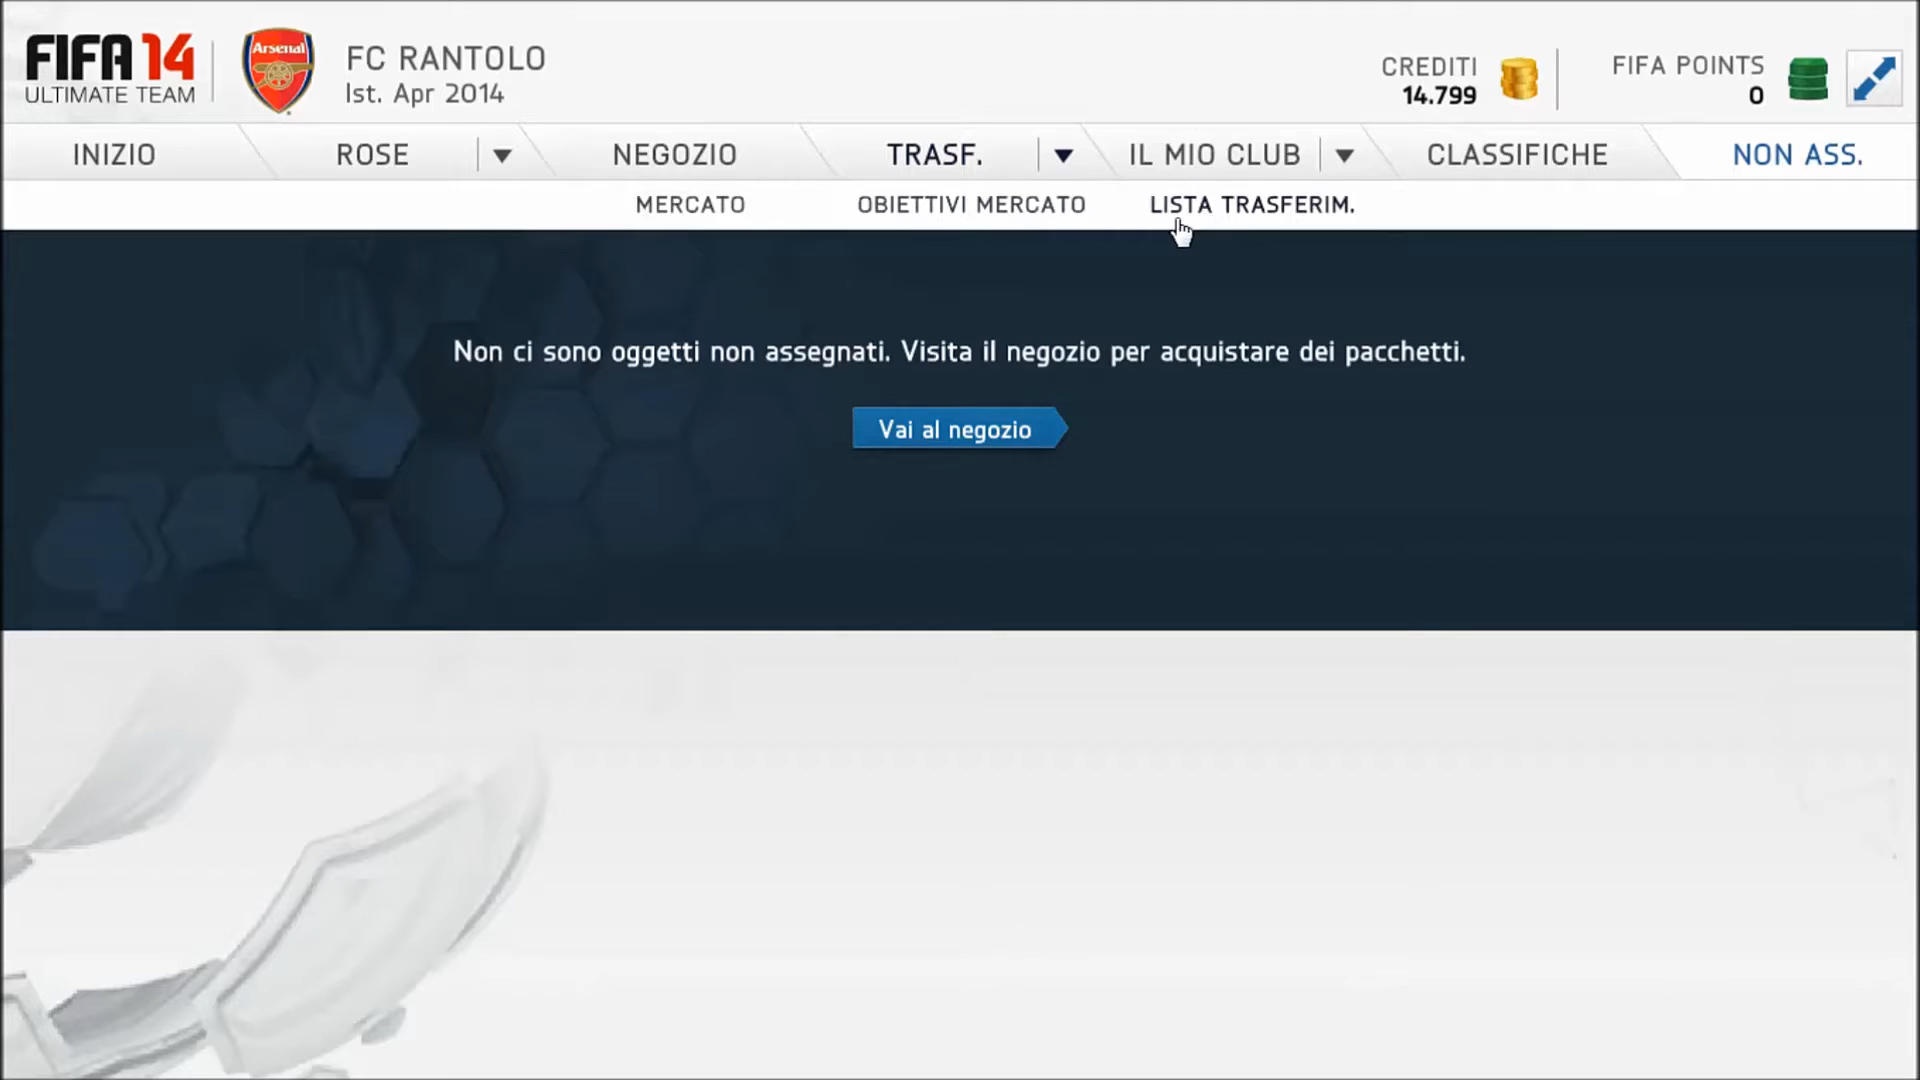 FIFA 14
ULTIMATE TEAM
Arsenal
FC RANTOLO
Ist. Apr 2014
CREDITI
14.799
FIFA POINTS
0
INIZIO
ROSE
NEGOZIO
TRASF.
IL MIO CLUB
CLASSIFICHE
NON ASS.
MERCATO
OBIETTIVI MERCATO
LISTA TRASFERIM.
Non ci sono oggetti non assegnati. Visita il negozio per acquistare dei pacchetti.
Vai al negozio